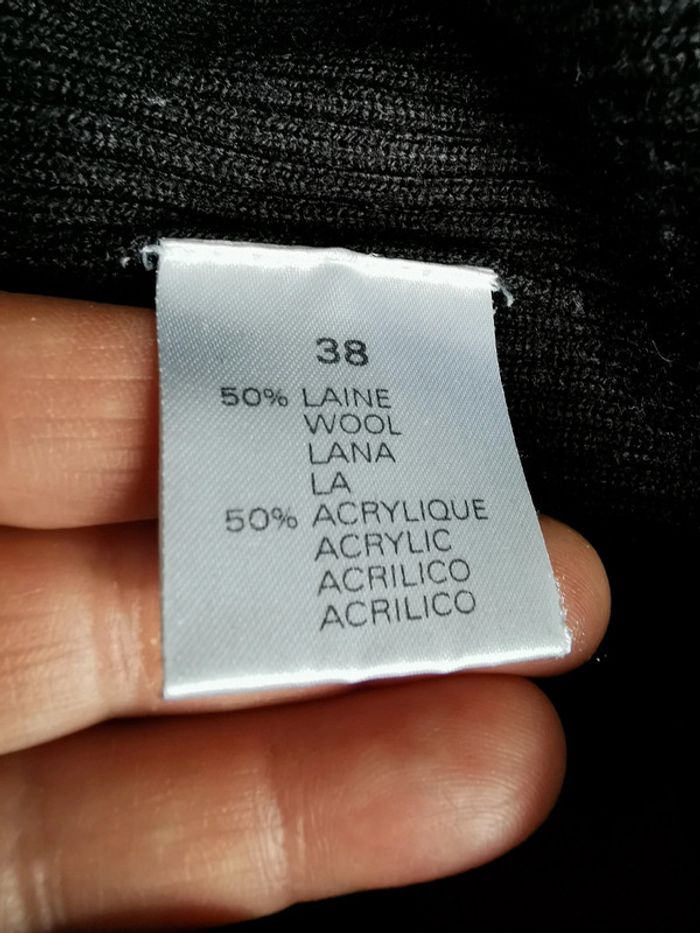 38
50% LAINE
WOOL
LANA
LA
50% ACRYLIQUE
ACRYLIC
ACRILICO
ACRILICO